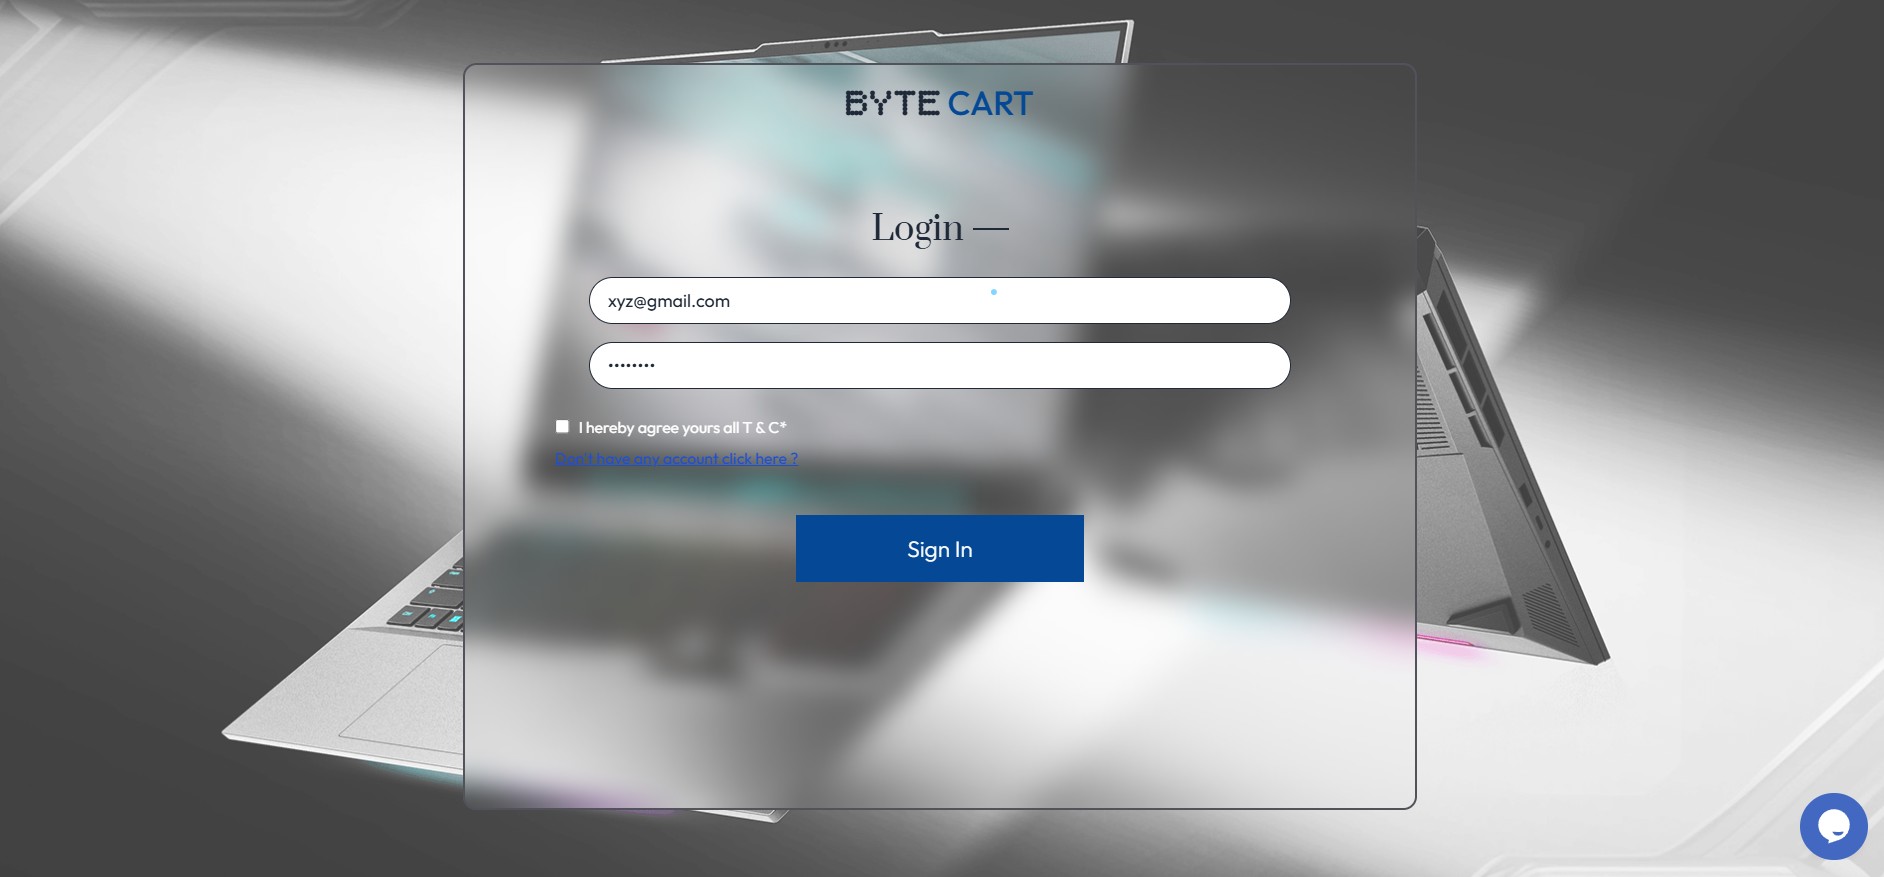 BYTE CART
Login
xyz@gmail.com
••••••••
I hereby agree yours all T & C*
Don't have any account click here ?
Sign In